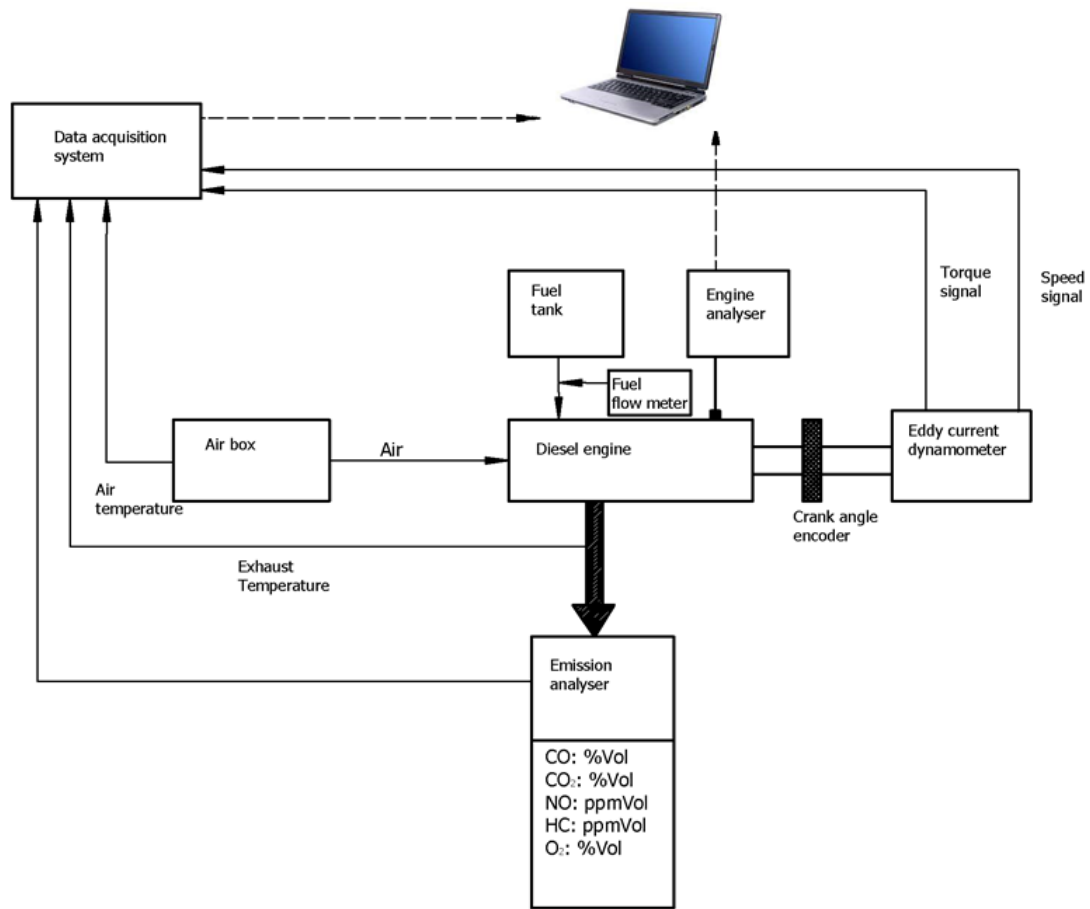 Data acquisition
system
Torque
signal
Speed
signal
Fuel
tank
Engine
analyser
Fuel
flow meter
Air box
Air
Diesel engine
Eddy current
dynamometer
Air
temperature
Crank angle
encoder
Exhaust
Temperature
Emission
analyser
CO: %Vol
CO₂: %Vol
NO: ppmVol
HC: ppmVol
O₂: %Vol